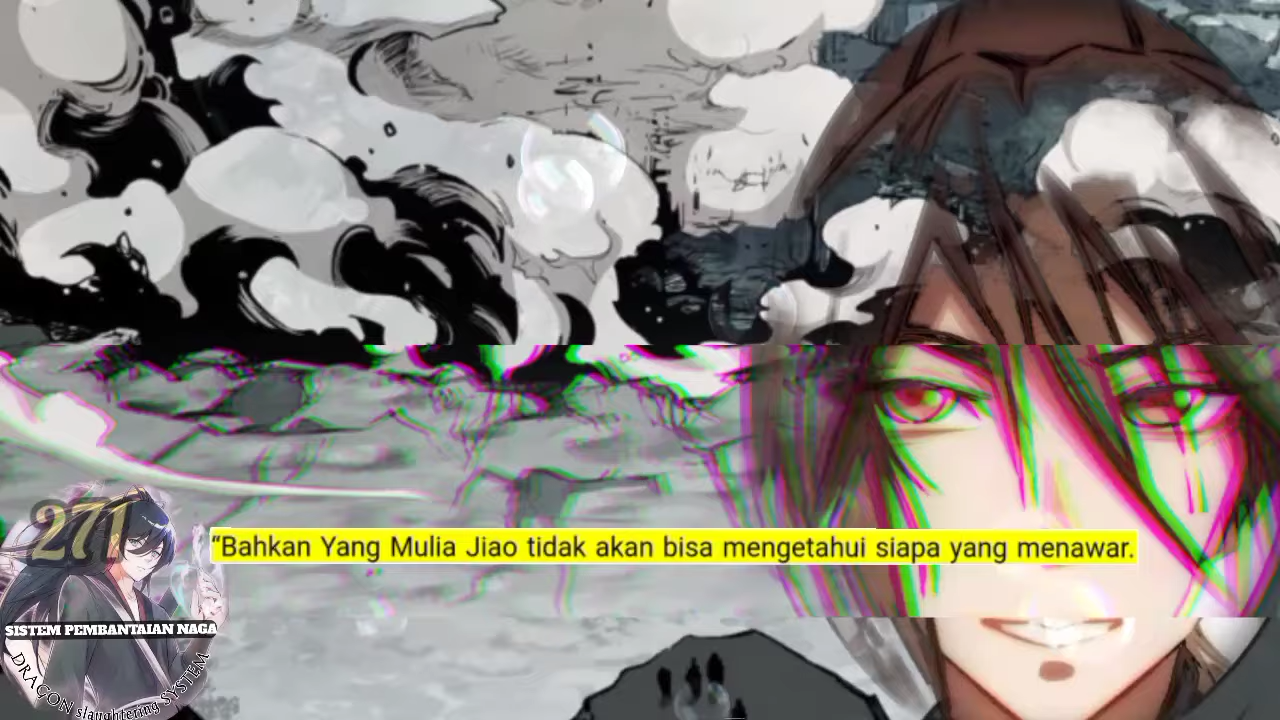 271
“Bahkan Yang Mulia Jiao tidak akan bisa mengetahui siapa yang menawar.
SISTEM PEMBANTAIAN NAGA
DRAGON slaughtering SYSTEM